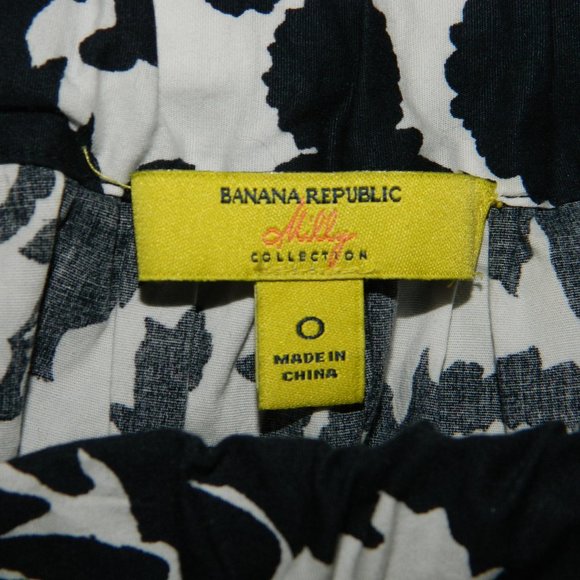 BANANA REPUBLIC
Milly
COLLECTION
0
MADE IN
CHINA